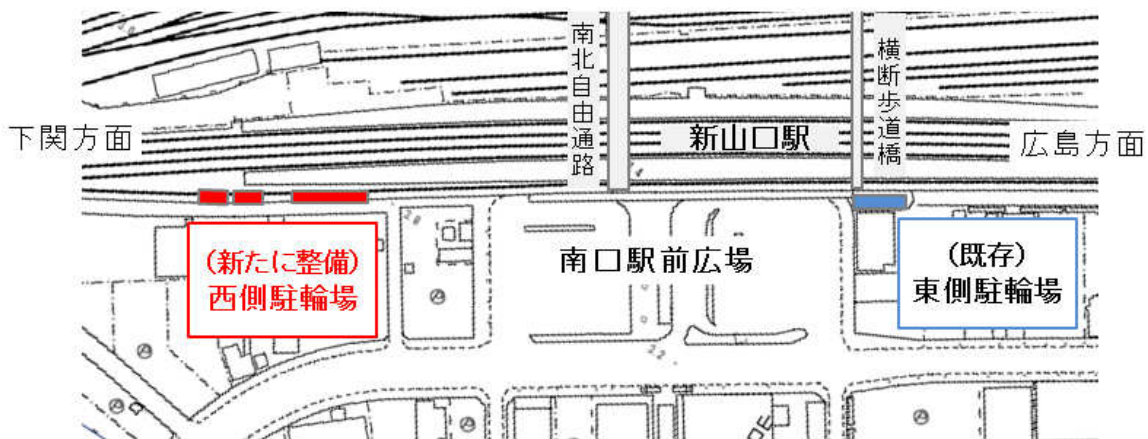 南北自由通路
横断歩道橋
下関方面
新山口駅
広島方面
(新たに整備)
西側駐輪場
南口駅前広場
(既存)
東側駐輪場
22